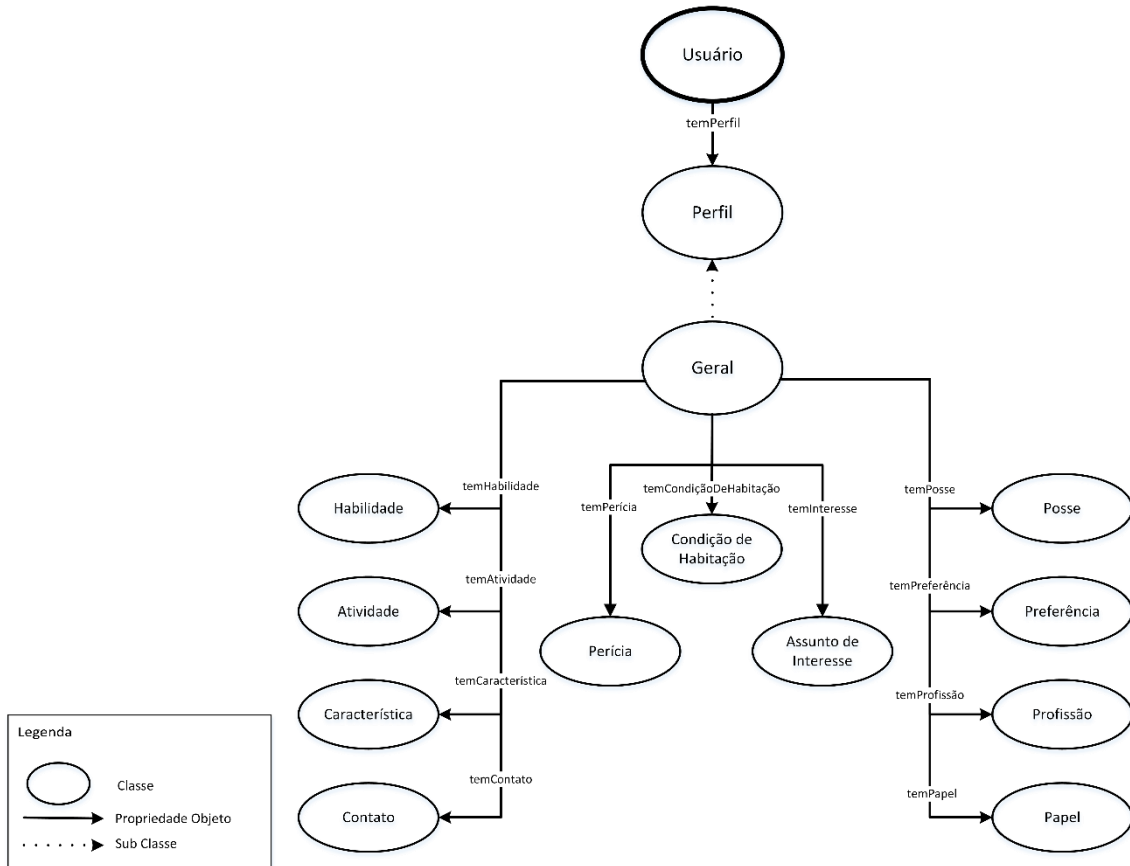 Usuário
temPerfil
Perfil
Geral
temHabilidade
Habilidade
temAtividade
Atividade
temCaracterística
Característica
temContato
Contato
temPerícia
Perícia
temCondiçãoDeHabitação
Condição de
Habitação
temInteresse
Assunto de
Interesse
temPosse
Posse
temPreferência
Preferência
temProfissão
Profissão
temPapel
Papel
Legenda
Classe
Propriedade Objeto
Sub Classe